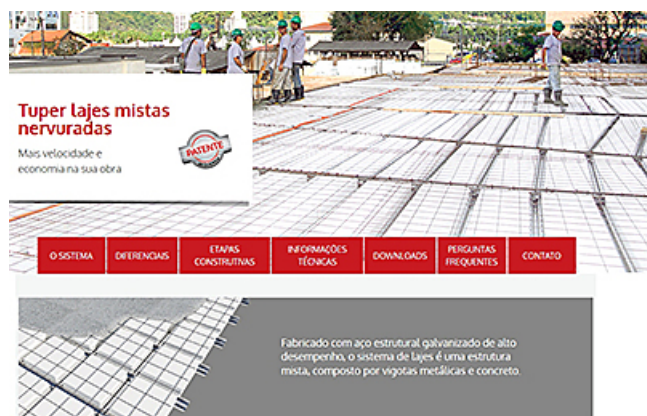 Tuper lajes mistas
nervuradas
Mais velocidade e
economia na sua obra
PATENTE
O SISTEMA
DIFERENCIAIS
ETAPAS
CONSTRUTIVAS
INFORMAÇÕES
TÉCNICAS
DOWNLOADS
PERGUNTAS
FREQUENTES
CONTATO
Fabricado com aço estrutural galvanizado de alto
desempenho, o sistema de lajes é uma estrutura
mista, composto por vigotas metálicas e concreto.